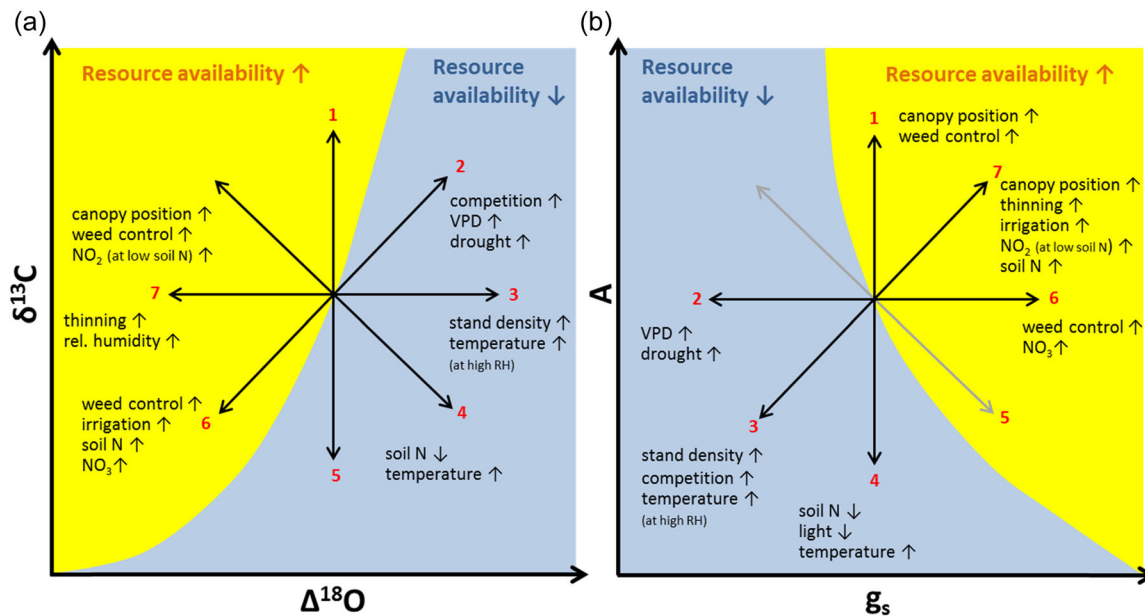 (a)
Resource availability ↑
Resource
availability ↓
1
2
competition ↑
VPD ↑
drought ↑
canopy position ↑
weed control ↑
NO₂ (at low soil N) ↑
7
3
thinning ↑
rel. humidity ↑
stand density ↑
temperature ↑
(at high RH)
weed control ↑
irrigation ↑
soil N ↑
NO₃↑
6
4
soil N ↓
temperature ↑
5
δ¹³C
Δ¹⁸O
(b)
Resource
availability ↓
Resource availability ↑
1
canopy position ↑
weed control ↑
7
canopy position ↑
thinning ↑
irrigation ↑
NO₂ (at low soil N) ↑
soil N ↑
2
VPD ↑
drought ↑
6
weed control ↑
NO₃↑
3
stand density ↑
competition ↑
temperature ↑
(at high RH)
5
4
soil N ↓
light ↓
temperature ↑
A
gₛ